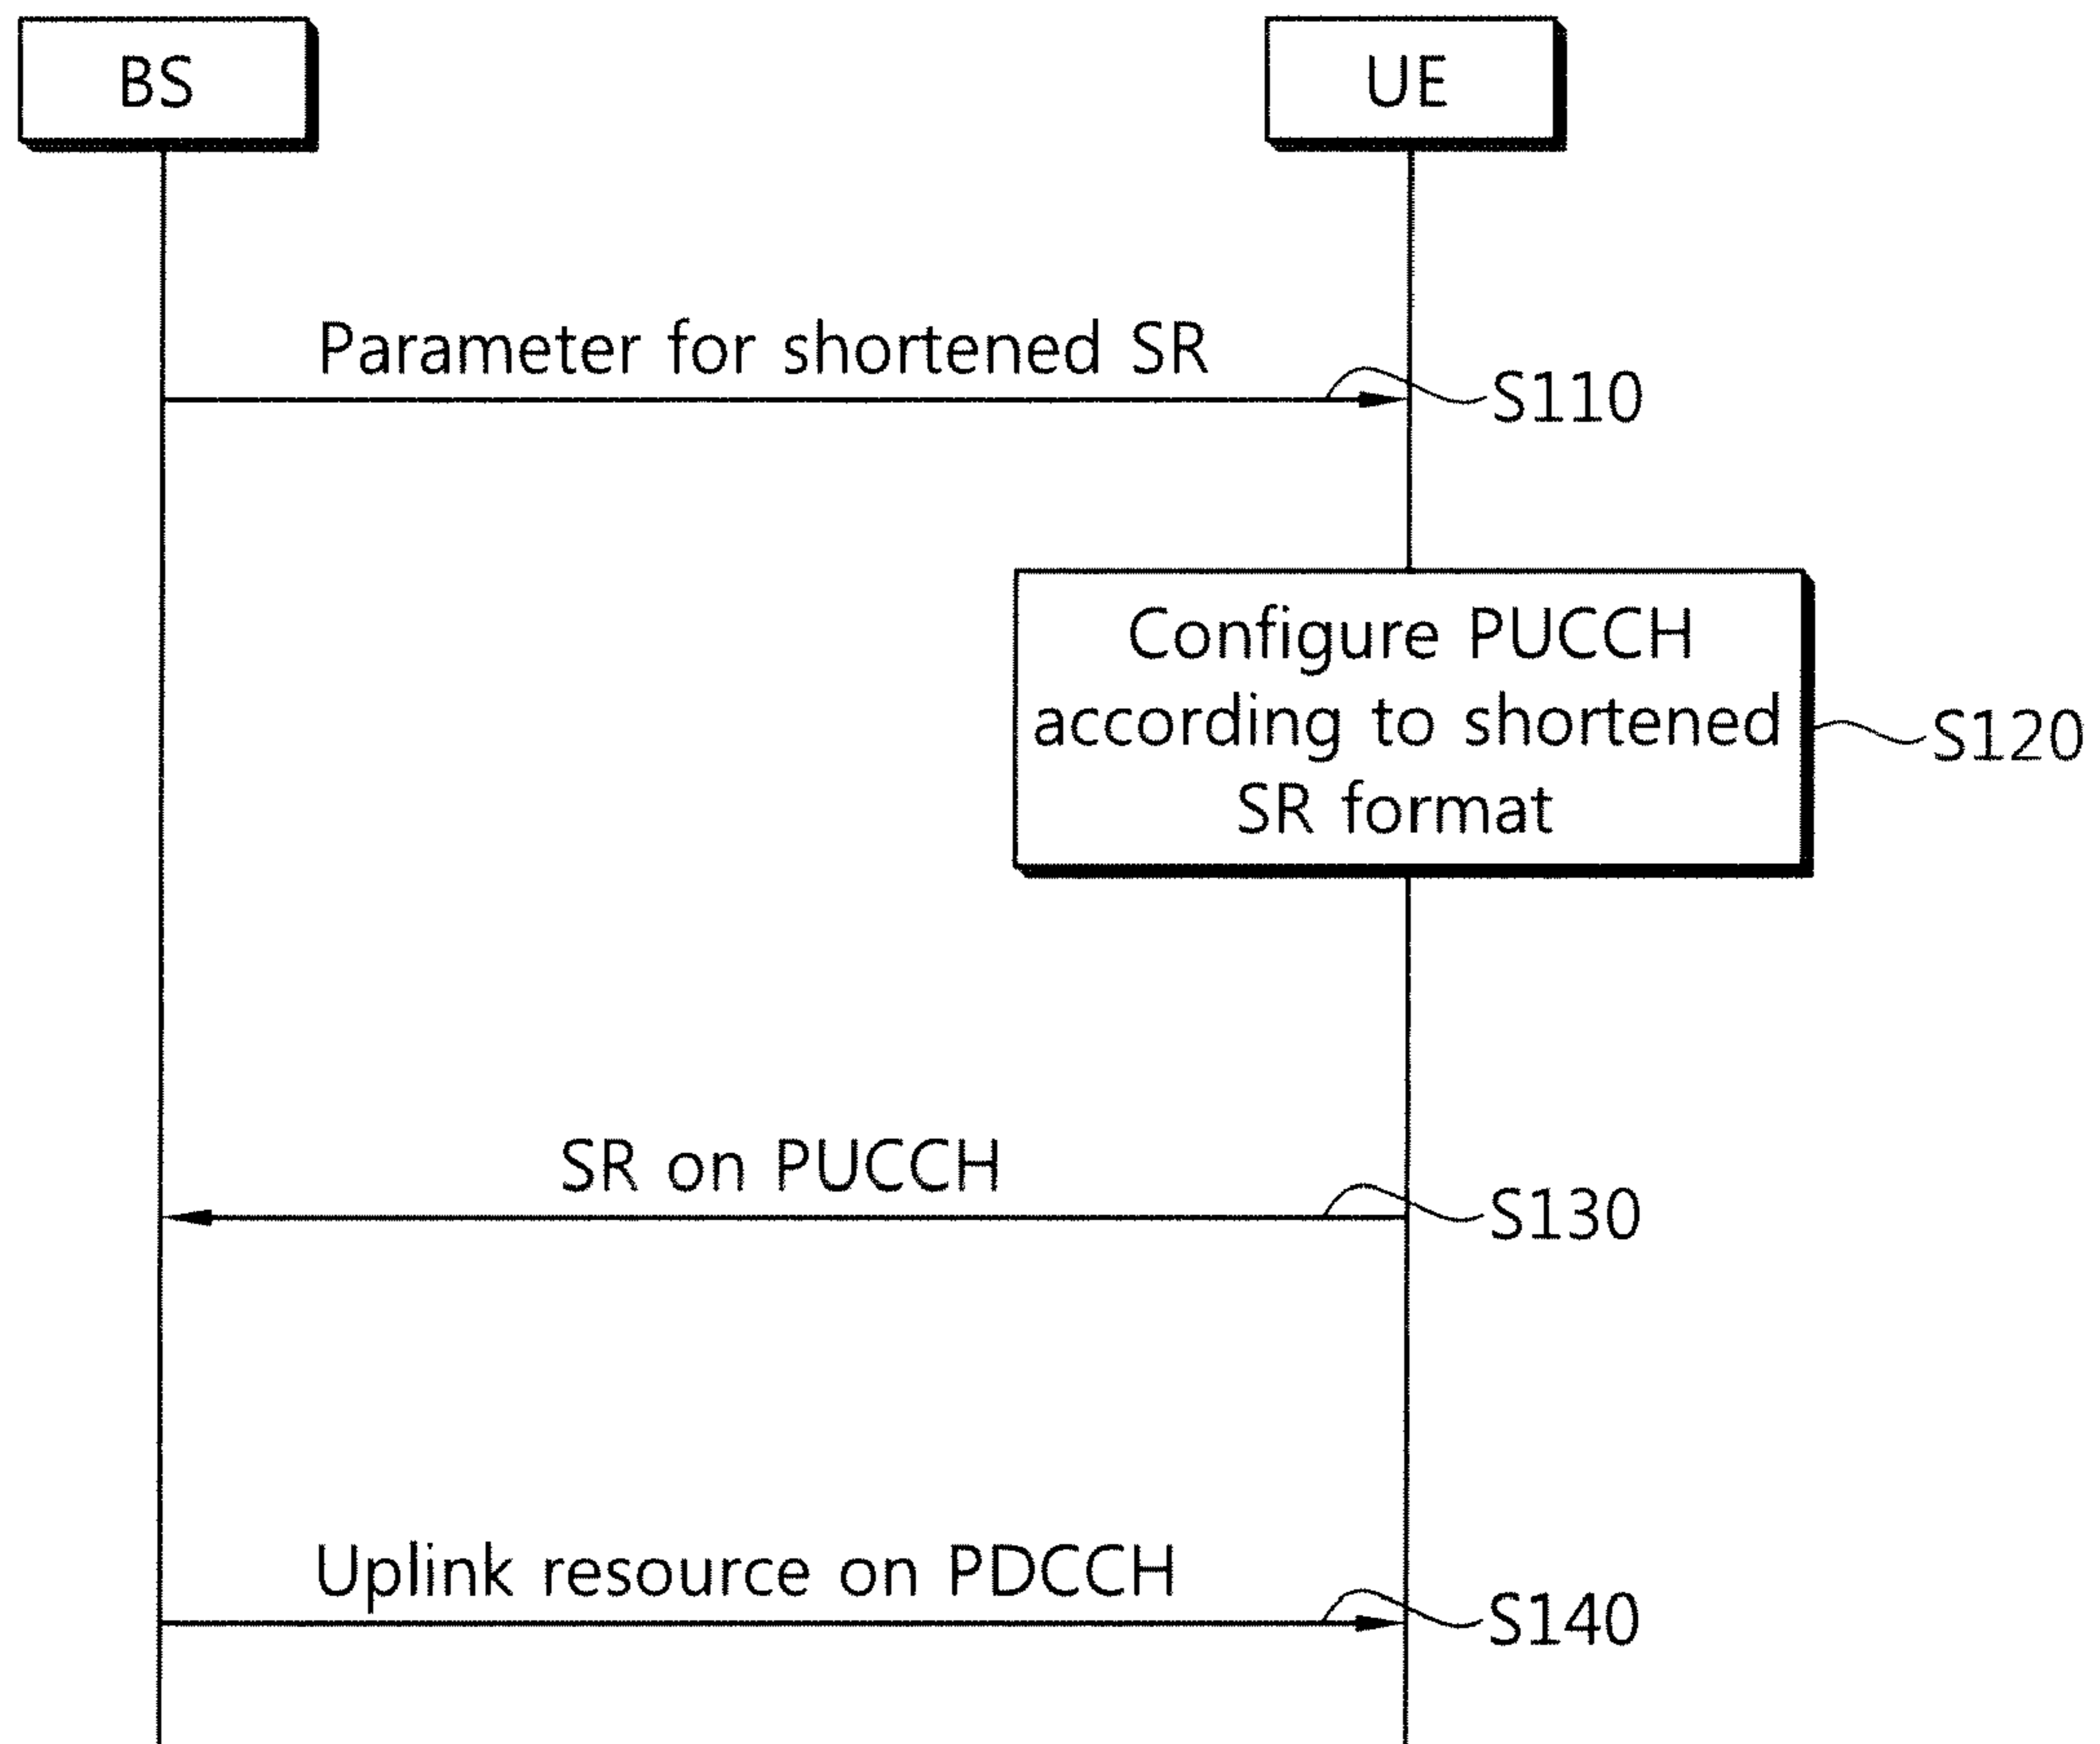 BS
UE
Parameter for shortened SR
S110
Configure PUCCH
according to shortened
SR format
S120
SR on PUCCH
S130
Uplink resource on PDCCH
S140